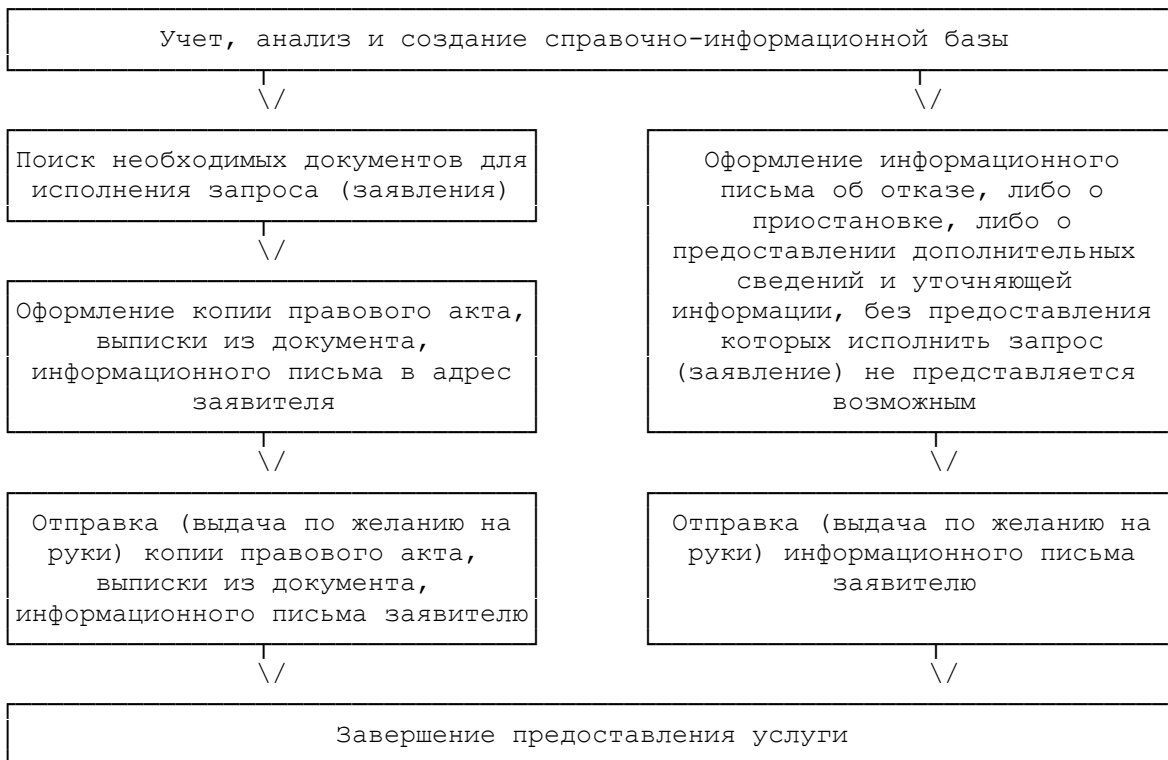 Учет, анализ и создание справочно-информационной базы
Поиск необходимых документов для
исполнения запроса (заявления)
Оформление копии правового акта,
выписки из документа,
информационного письма в адрес
заявителя
Отправка (выдача по желанию на
руки) копии правового акта,
выписки из документа,
информационного письма заявителю
Оформление информационного
письма об отказе, либо о
приостановке, либо о
предоставлении дополнительных
сведений и уточняющей
информации, без предоставления
которых исполнить запрос
(заявление) не представляется
возможным
Отправка (выдача по желанию на
руки) информационного письма
заявителю
Завершение предоставления услуги